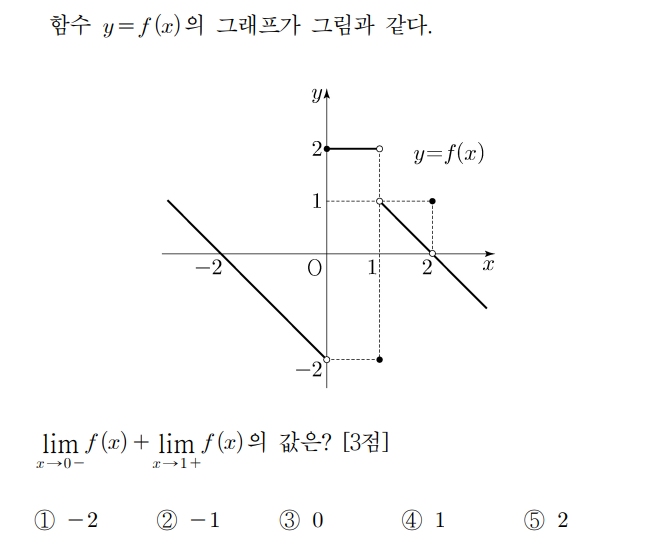 함수 y=f(x)의 그래프가 그림과 같다.
y
2
y=f(x)
1
−2
O
1
2
x
−2
lim f(x)+ lim f(x)의 값은? [3점]
x→0− x→1+
① −2 ② −1 ③ 0 ④ 1 ⑤ 2